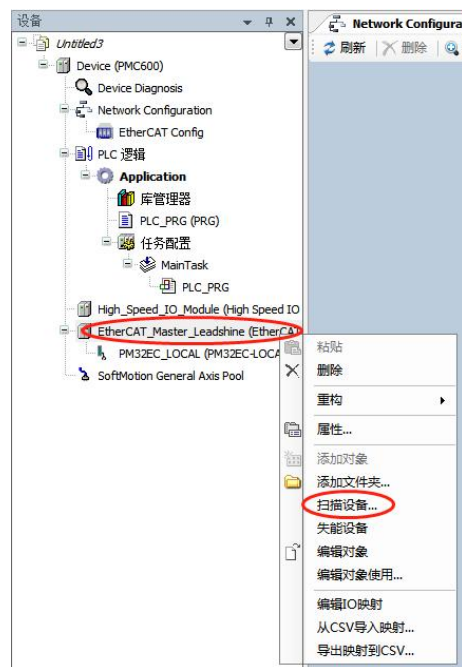 设备
Network Configura
刷新
删除
Untitled3
Device (PMC600)
Device Diagnosis
Network Configuration
EtherCAT Config
PLC 逻辑
Application
库管理器
PLC_PRG (PRG)
任务配置
MainTask
PLC_PRG
High_Speed_IO_Module (High Speed IO
EtherCAT_Master_Leadshine (EtherCAT
PM32EC_LOCAL (PM32EC-LOCA
SoftMotion General Axis Pool
粘贴
删除
重构
属性...
添加对象
添加文件夹...
扫描设备...
失能设备
编辑对象
编辑对象使用...
编辑IO映射
从CSV导入映射...
导出映射到CSV...